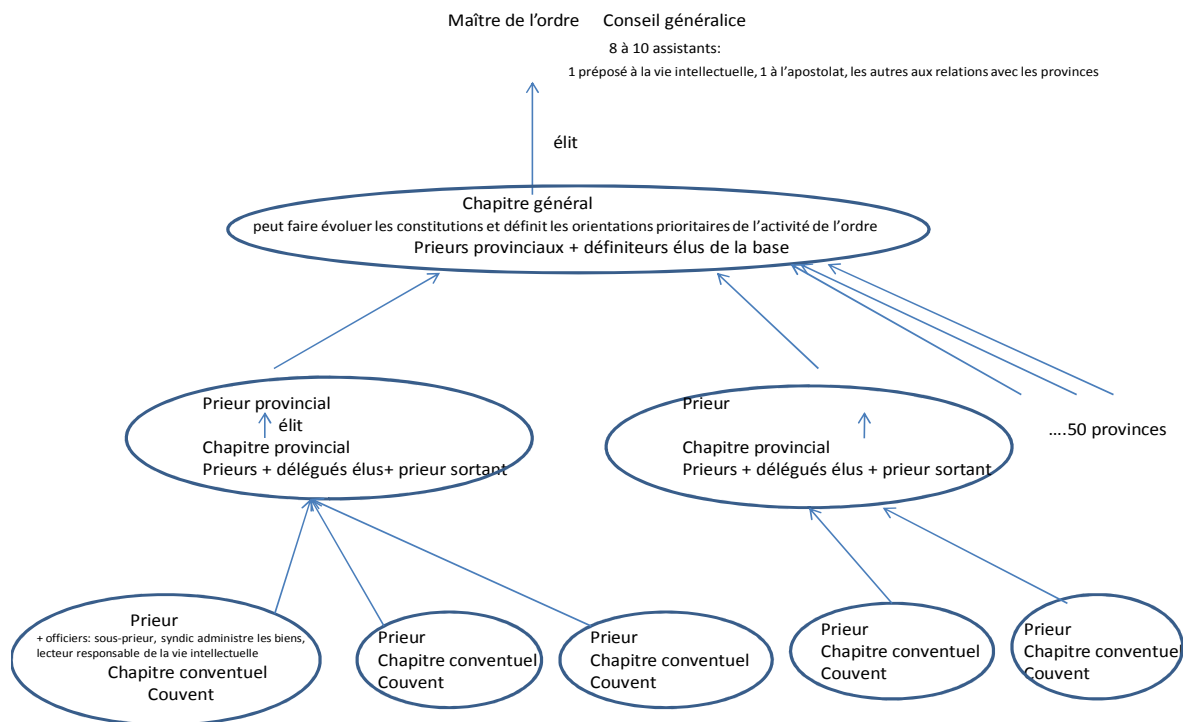 Maître de l'ordre Conseil généralice
8 à 10 assistants:
1 préposé à la vie intellectuelle, 1 à l'apostolat, les autres aux relations avec les provinces
élit
Chapitre général
peut faire évoluer les constitutions et définit les orientations prioritaires de l'activité de l'ordre
Prieurs provinciaux + définiteurs élus de la base
Prieur provincial
élit
Chapitre provincial
Prieurs + délégués élus+ prieur sortant
Prieur
Chapitre provincial
Prieurs + délégués élus + prieur sortant
....50 provinces
Prieur
+ officiers: sous-prieur, syndic administre les biens,
lecteur responsable de la vie intellectuelle
Chapitre conventuel
Couvent
Prieur
Chapitre conventuel
Couvent
Prieur
Chapitre conventuel
Couvent
Prieur
Chapitre conventuel
Couvent
Prieur
Chapitre conventuel
Couvent